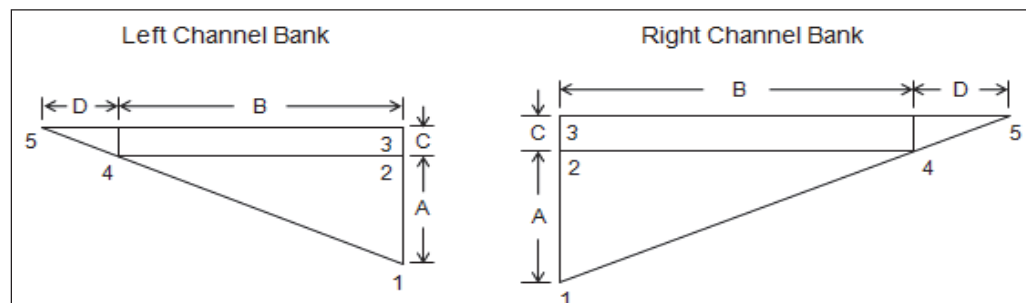 Left Channel Bank
Right Channel Bank
D B
B D
5 3 C
4 2
A
1
C 3 5
2 4
A
1